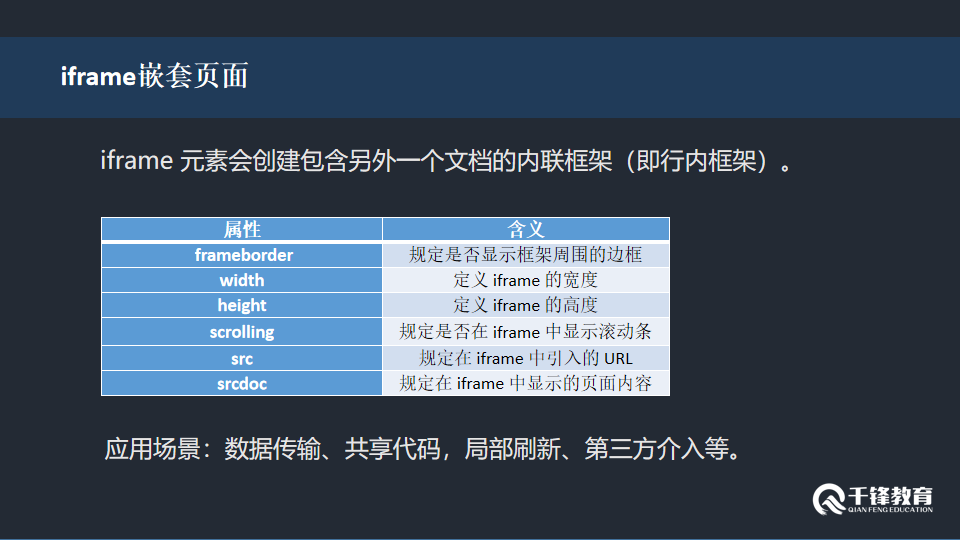 iframe嵌套页面
iframe 元素会创建包含另外一个文档的内联框架（即行内框架）。
属性 含义
frameborder 规定是否显示框架周围的边框
width 定义 iframe 的宽度
height 定义 iframe 的高度
scrolling 规定是否在 iframe 中显示滚动条
src 规定在 iframe 中引入的 URL
srcdoc 规定在 iframe 中显示的页面内容
应用场景：数据传输、共享代码，局部刷新、第三方介入等。
千锋教育
QIANFENG EDUCATION